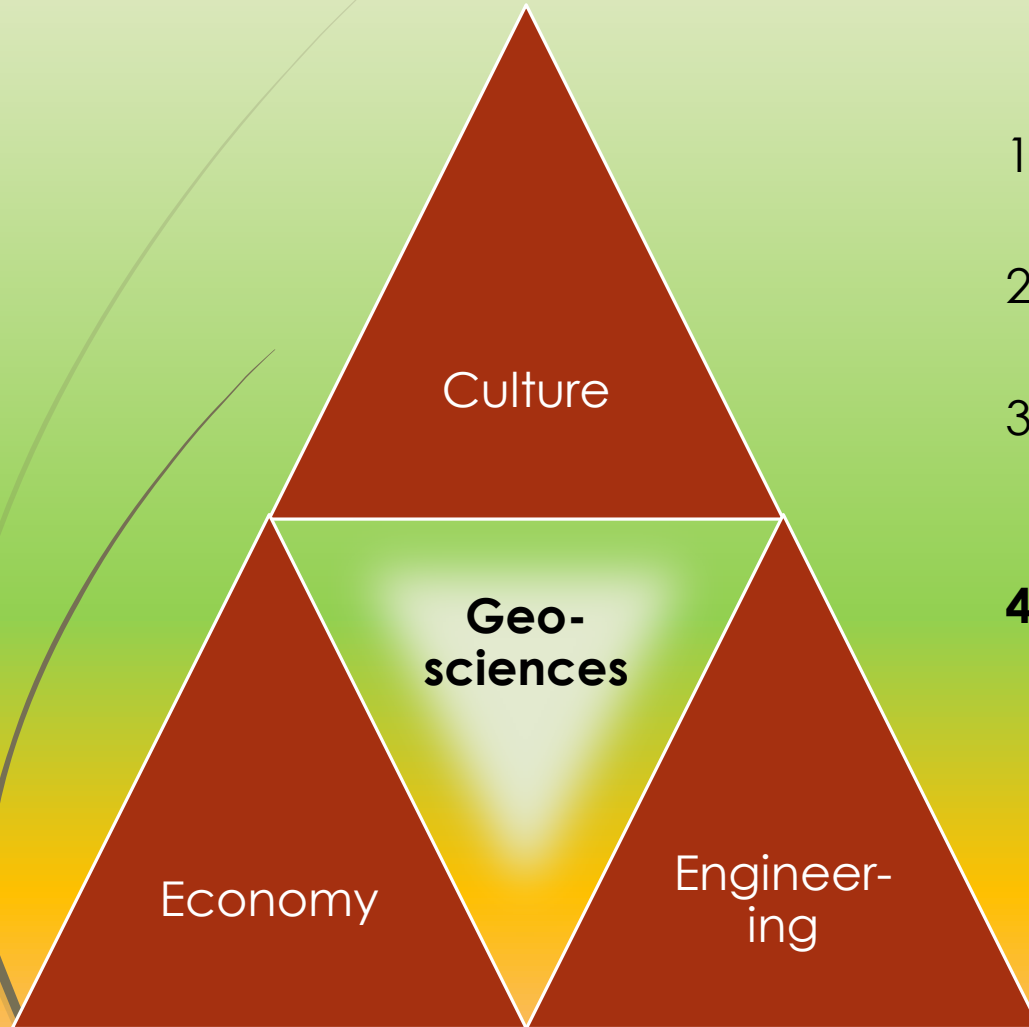 1
2
3
Culture
4
Geo-
sciences
Economy
Engineer-
ing